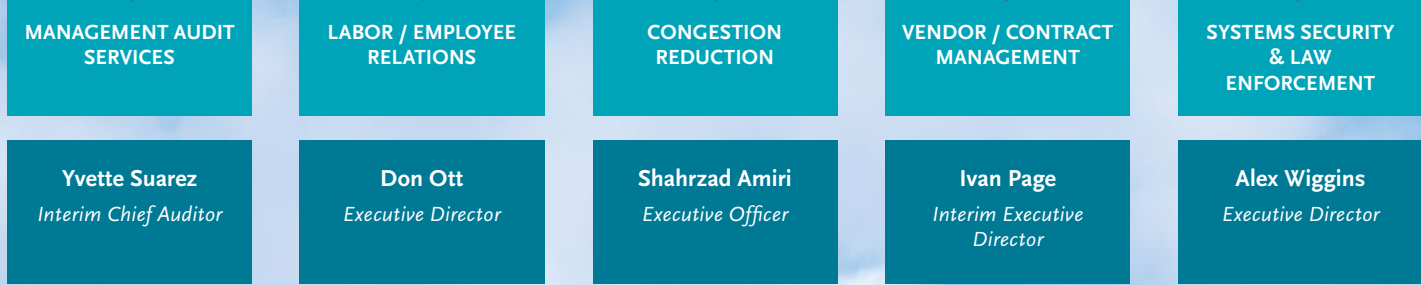 MANAGEMENT AUDIT
SERVICES
LABOR / EMPLOYEE
RELATIONS
CONGESTION
REDUCTION
VENDOR / CONTRACT
MANAGEMENT
SYSTEMS SECURITY
& LAW
ENFORCEMENT
Yvette Suarez
Interim Chief Auditor
Don Ott
Executive Director
Shahrzad Amiri
Executive Officer
Ivan Page
Interim Executive
Director
Alex Wiggins
Executive Director